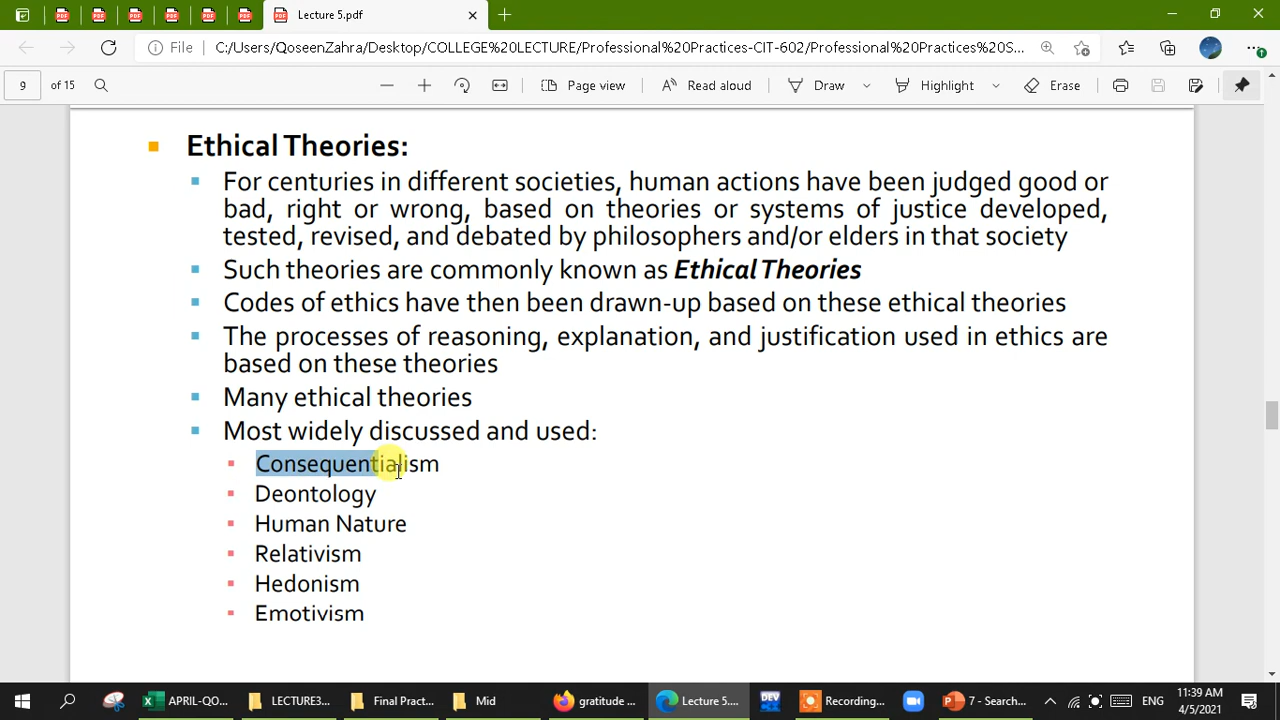 Lecture 5.pdf
File
C:/Users/QoseenZahra/Desktop/COLLEGE%20LECTURE/Professional%20Practices-CIT-602/Professional%20Practices%20S...
9 of 15
Page view
Read aloud
Draw
Highlight
Erase
Ethical Theories:
For centuries in different societies, human actions have been judged good or
bad, right or wrong, based on theories or systems of justice developed,
tested, revised, and debated by philosophers and/or elders in that society
Such theories are commonly known as Ethical Theories
Codes of ethics have then been drawn-up based on these ethical theories
The processes of reasoning, explanation, and justification used in ethics are
based on these theories
Many ethical theories
Most widely discussed and used:
Consequentialism
Deontology
Human Nature
Relativism
Hedonism
Emotivism
APRIL-QO...
LECTURE3...
Final Pract...
Mid
gratitude ...
Lecture 5....
DEV
Recording...
7 - Search...
ENG
11:39 AM
4/5/2021